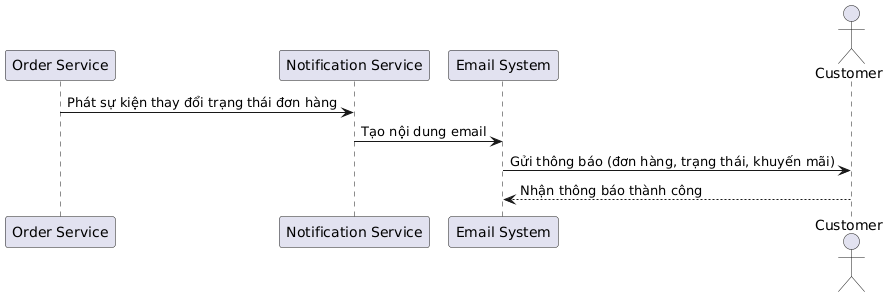 Customer
Order Service
Notification Service
Email System
Phát sự kiện thay đổi trạng thái đơn hàng
Tạo nội dung email
Gửi thông báo (đơn hàng, trạng thái, khuyến mãi)
Nhận thông báo thành công
Order Service
Notification Service
Email System
Customer